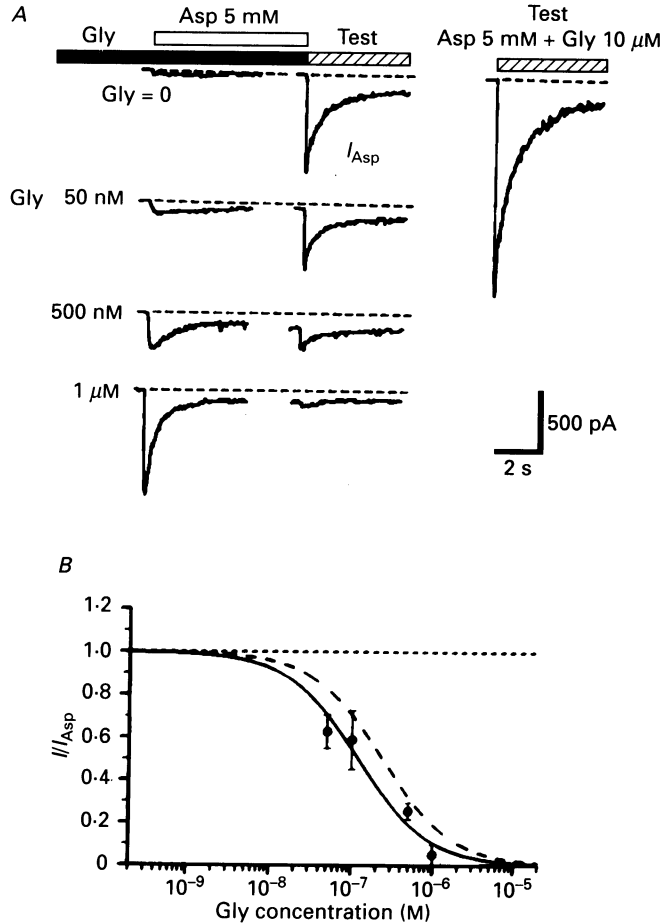 A
Asp 5 mM
Test
Asp 5 mM + Gly 10 μM
Gly
Test
Gly = 0
I Asp
Gly 50 nM
500 nM
1 μM
500 pA
2 s
B
1·2
1·0
0·8
0·6
0·4
0·2
0
I/I Asp
10⁻⁹
10⁻⁸
10⁻⁷
10⁻⁶
10⁻⁵
Gly concentration (M)